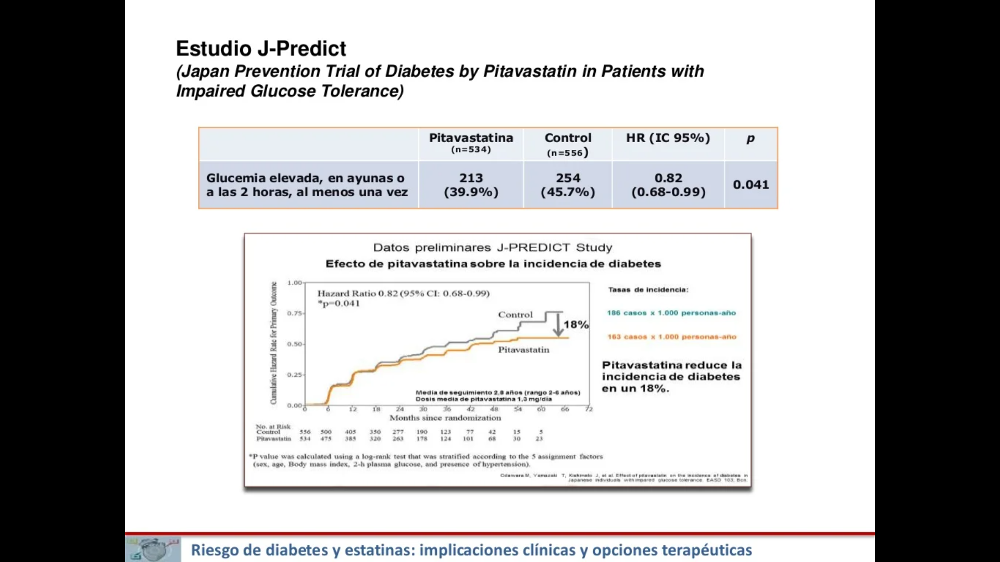 Estudio J-Predict
(Japan Prevention Trial of Diabetes by Pitavastatin in Patients with
Impaired Glucose Tolerance)
Pitavastatina Control HR (IC 95%) p
(n=534) (n=556)
Glucemia elevada, en ayunas o 213 254 0.82 0.041
a las 2 horas, al menos una vez (39.9%) (45.7%) (0.68-0.99)
Datos preliminares J-PREDICT Study
Efecto de pitavastatina sobre la incidencia de diabetes
Cumulative Hazard Rate for Primary Outcome
1.00
0.75
0.50
0.25
0.00
Hazard Ratio 0.82 (95% CI: 0.68-0.99)
*p=0.041
Control
18%
Pitavastatin
Media de seguimiento 2,8 años (rango 2-6 años)
Dosis media de pitavastatina 1,3 mg/día
0 6 12 18 24 30 36 42 48 54 60 66 72
Months since randomization
No. at Risk
Control 556 500 405 350 277 190 123 77 42 15 5
Pitavastatin 534 475 385 320 263 178 124 101 68 30 23
Tasas de incidencia:
186 casos x 1.000 personas-año
163 casos x 1.000 personas-año
Pitavastatina reduce la
incidencia de diabetes
en un 18%.
*P value was calculated using a log-rank test that was stratified according to the 5 assignment factors
(sex, age, Body mass index, 2-h plasma glucose, and presence of hypertension).
Odawara M, Yamazaki T, Kishimoto J, et al. Effect of pitavastatin on the incidence of diabetes in
Japanese individuals with impared glucose tolerance. EASD 103; Bcn.
Riesgo de diabetes y estatinas: implicaciones clínicas y opciones terapéuticas